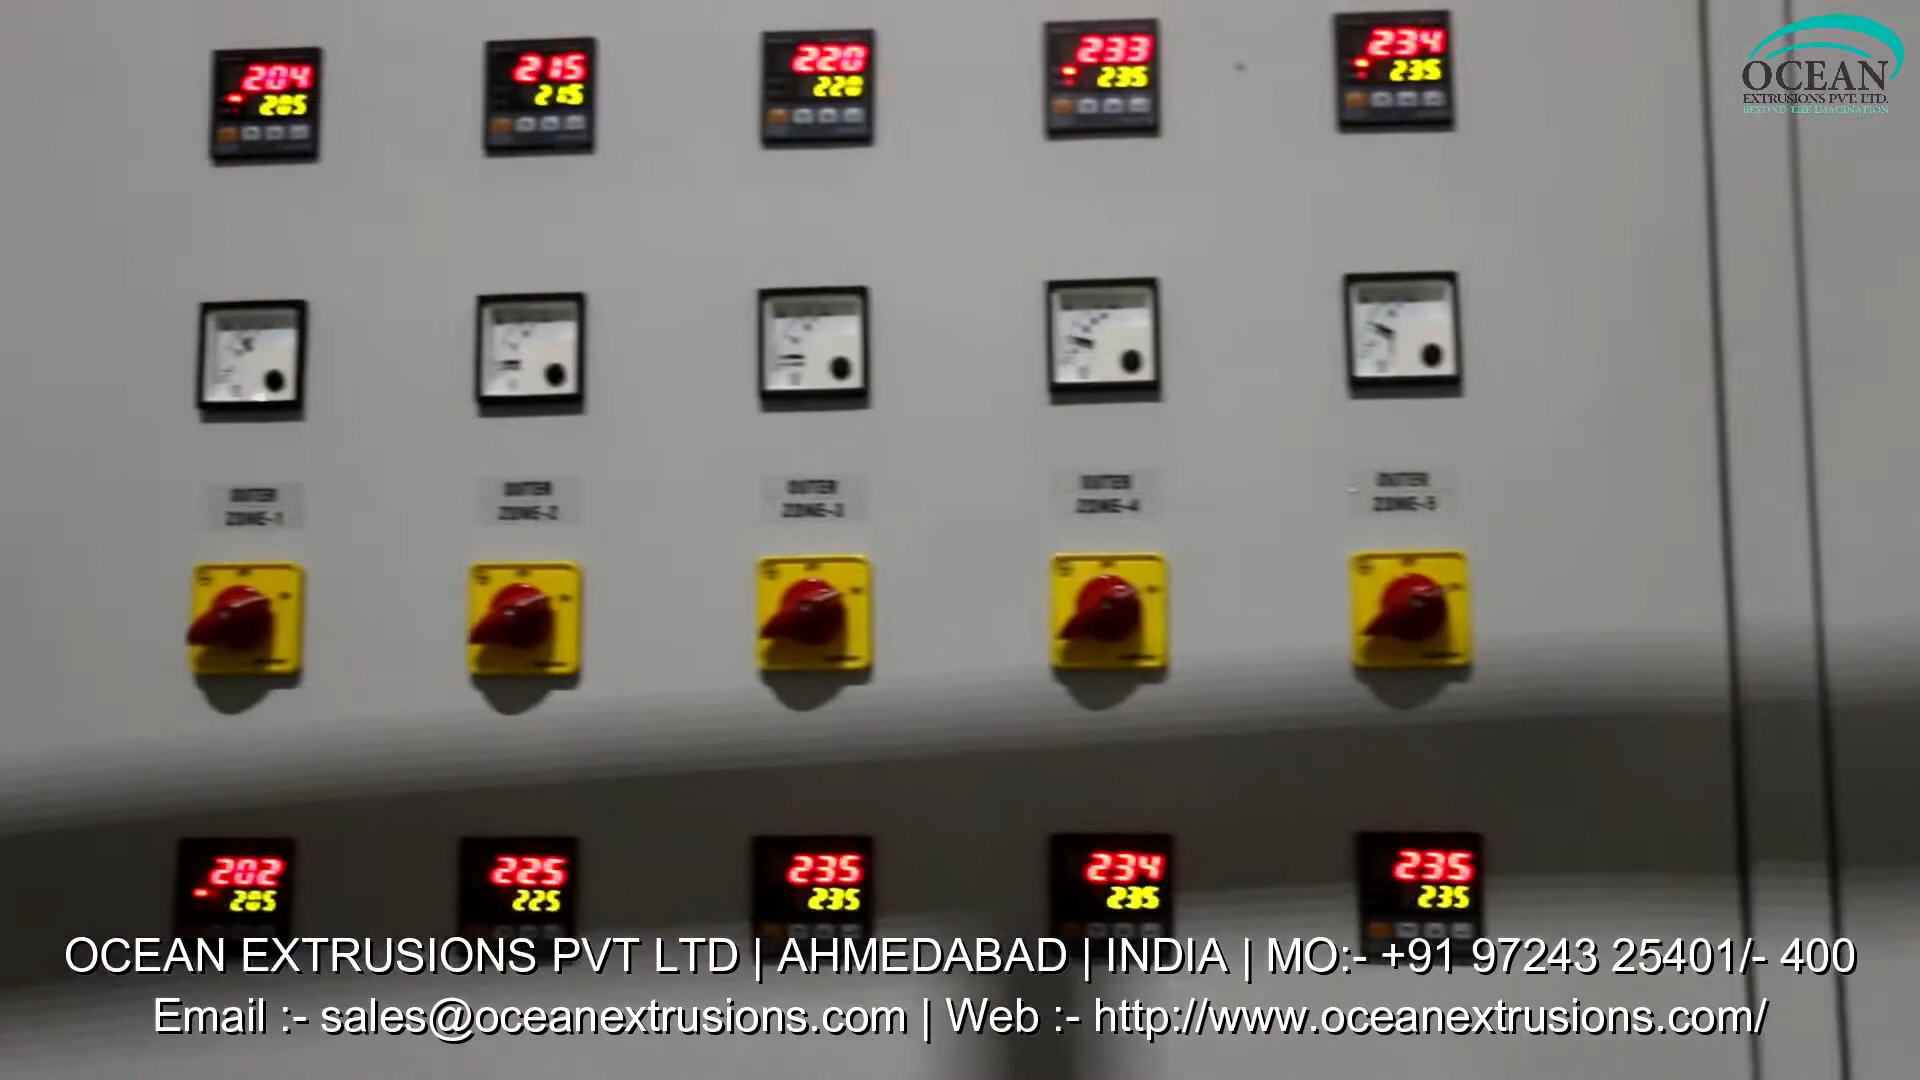 204 215 220 233 234
205 215 220 235 235
OCEAN
EXTRUSIONS PVT. LTD.
BEYOND THE IMAGINATION
OUTER OUTER OUTER OUTER OUTER
ZONE-1 ZONE-2 ZONE-3 ZONE-4 ZONE-5
202 225 235 234 235
205 225 235 235 235
OCEAN EXTRUSIONS PVT LTD | AHMEDABAD | INDIA | MO:- +91 97243 25401/- 400
Email :- sales@oceanextrusions.com | Web :- http://www.oceanextrusions.com/